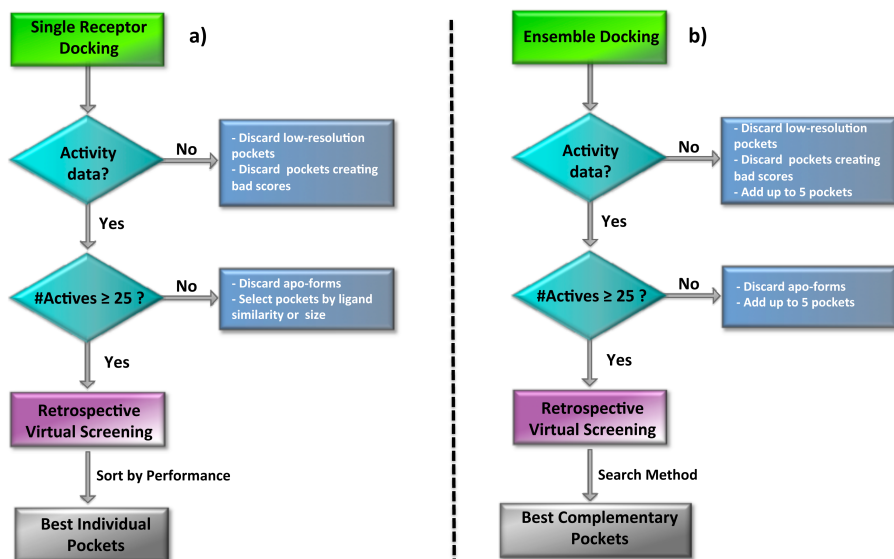 Single Receptor
Docking
a)
Activity
data?
No
- Discard low-resolution
pockets
- Discard pockets creating
bad scores
Yes
#Actives ≥ 25 ?
No
- Discard apo-forms
- Select pockets by ligand
similarity or size
Yes
Retrospective
Virtual Screening
Sort by Performance
Best Individual
Pockets
Ensemble Docking
b)
Activity
data?
No
- Discard low-resolution
pockets
- Discard pockets creating
bad scores
- Add up to 5 pockets
Yes
#Actives ≥ 25 ?
No
- Discard apo-forms
- Add up to 5 pockets
Yes
Retrospective
Virtual Screening
Search Method
Best Complementary
Pockets